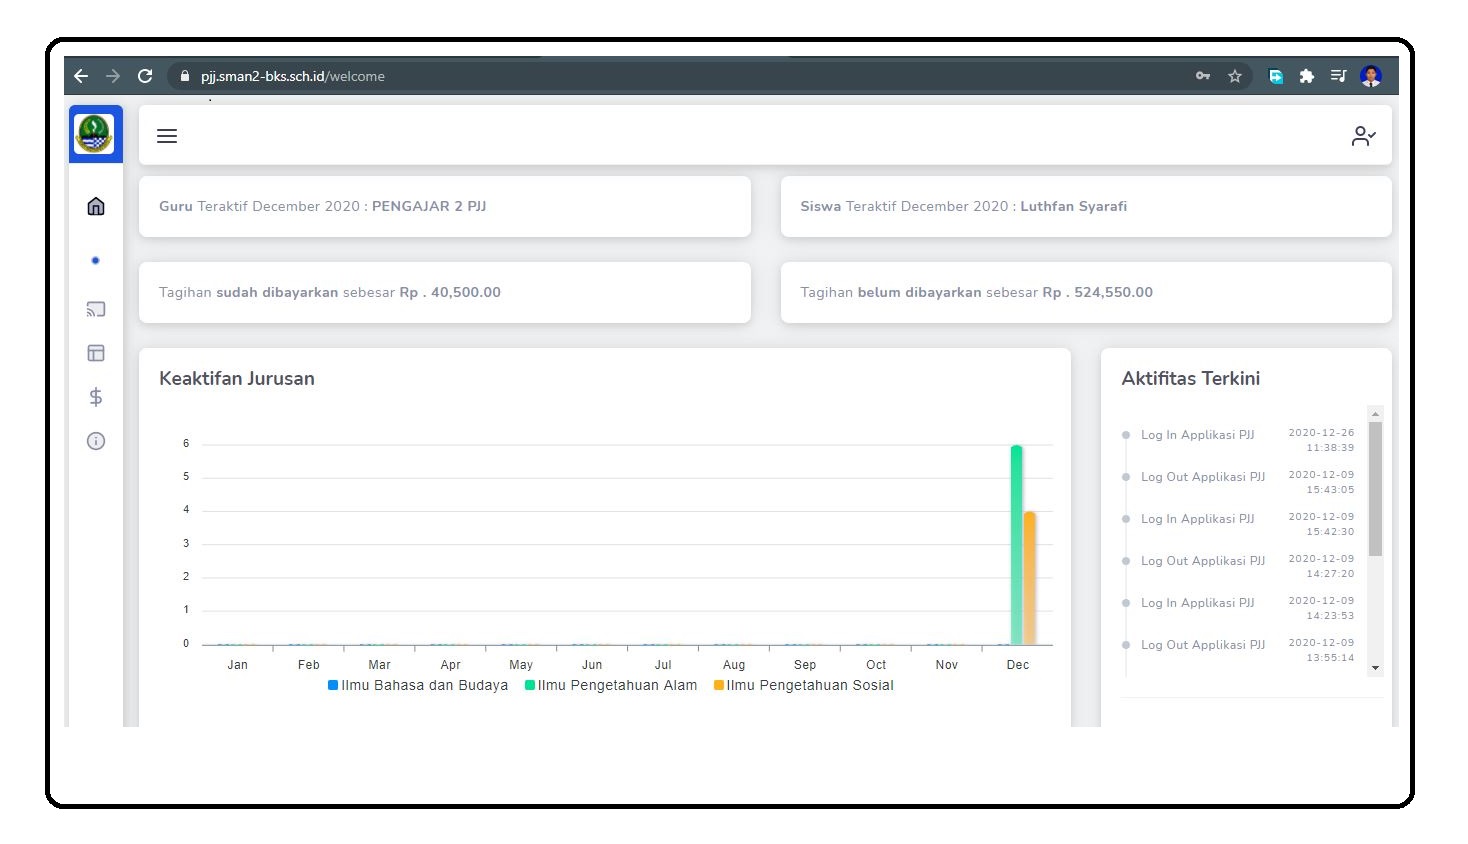 pjj.sman2-bks.sch.id/welcome
Guru Teraktif December 2020 : PENGAJAR 2 PJJ
Siswa Teraktif December 2020 : Luthfan Syarafi
Tagihan sudah dibayarkan sebesar Rp . 40,500.00
Tagihan belum dibayarkan sebesar Rp . 524,550.00
Keaktifan Jurusan
6
5
4
3
2
1
0
Jan Feb Mar Apr May Jun Jul Aug Sep Oct Nov Dec
Ilmu Bahasa dan Budaya Ilmu Pengetahuan Alam Ilmu Pengetahuan Sosial
Aktifitas Terkini
Log In Applikasi PJJ 2020-12-26
11:38:39
Log Out Applikasi PJJ 2020-12-09
15:43:05
Log In Applikasi PJJ 2020-12-09
15:42:30
Log Out Applikasi PJJ 2020-12-09
14:27:20
Log In Applikasi PJJ 2020-12-09
14:23:53
Log Out Applikasi PJJ 2020-12-09
13:55:14